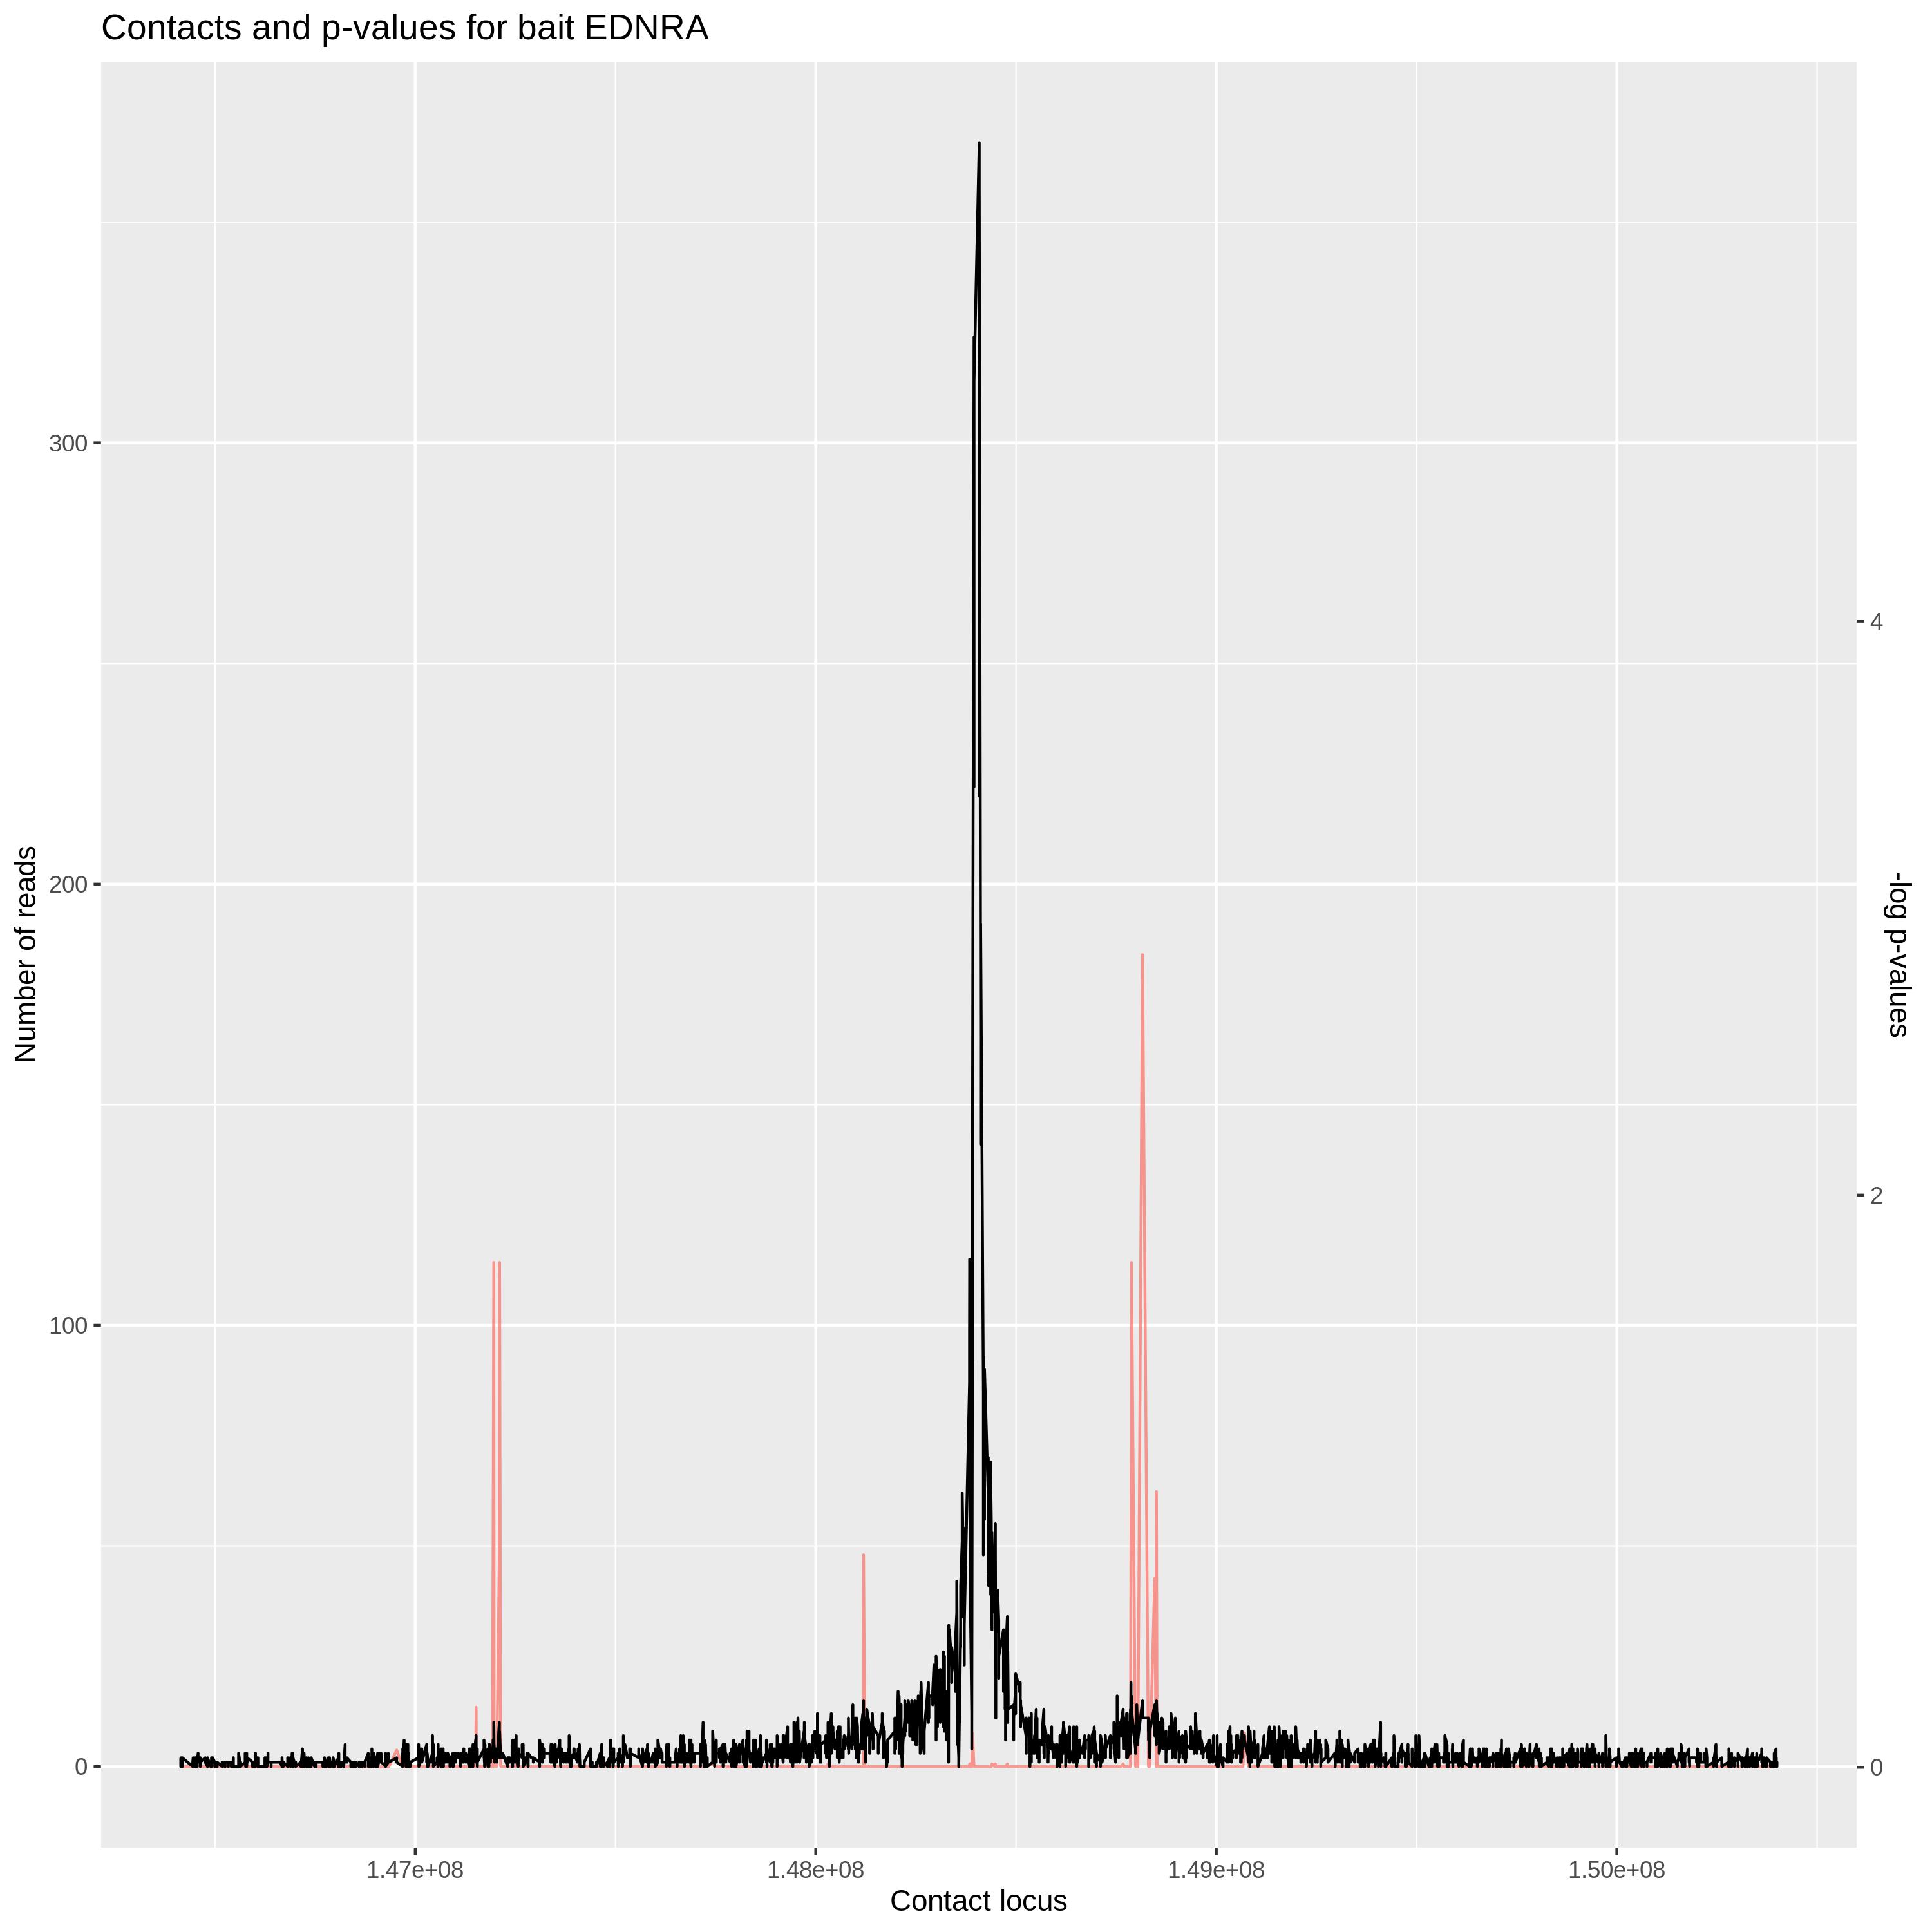 Contacts and p-values for bait EDNRA
Number of reads
300
200
100
0
4
2
0
-log p-values
1.47e+08
1.48e+08
1.49e+08
1.50e+08
Contact locus